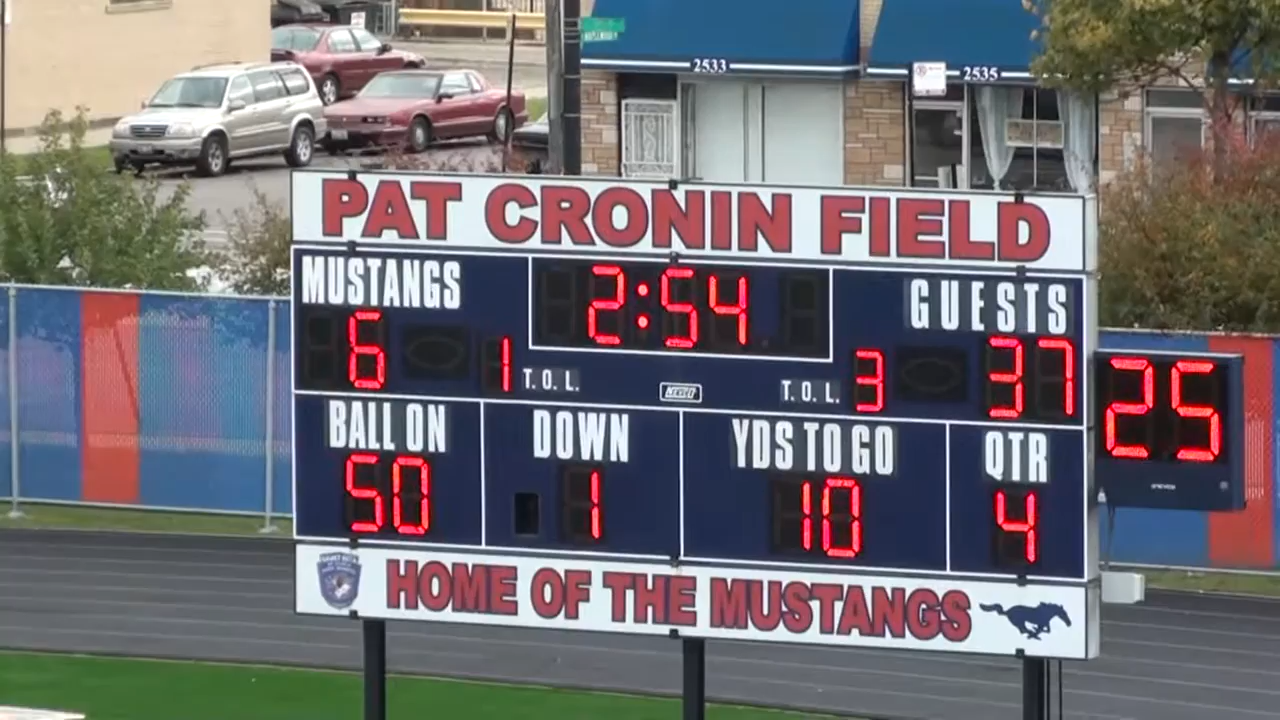 2533
2535
PAT CRONIN FIELD
MUSTANGS 2:54 GUESTS
6 1 T.O.L. NEVCO T.O.L. 3 37
25
BALL ON DOWN YDS TO GO QTR
50 1 10 4
HOME OF THE MUSTANGS